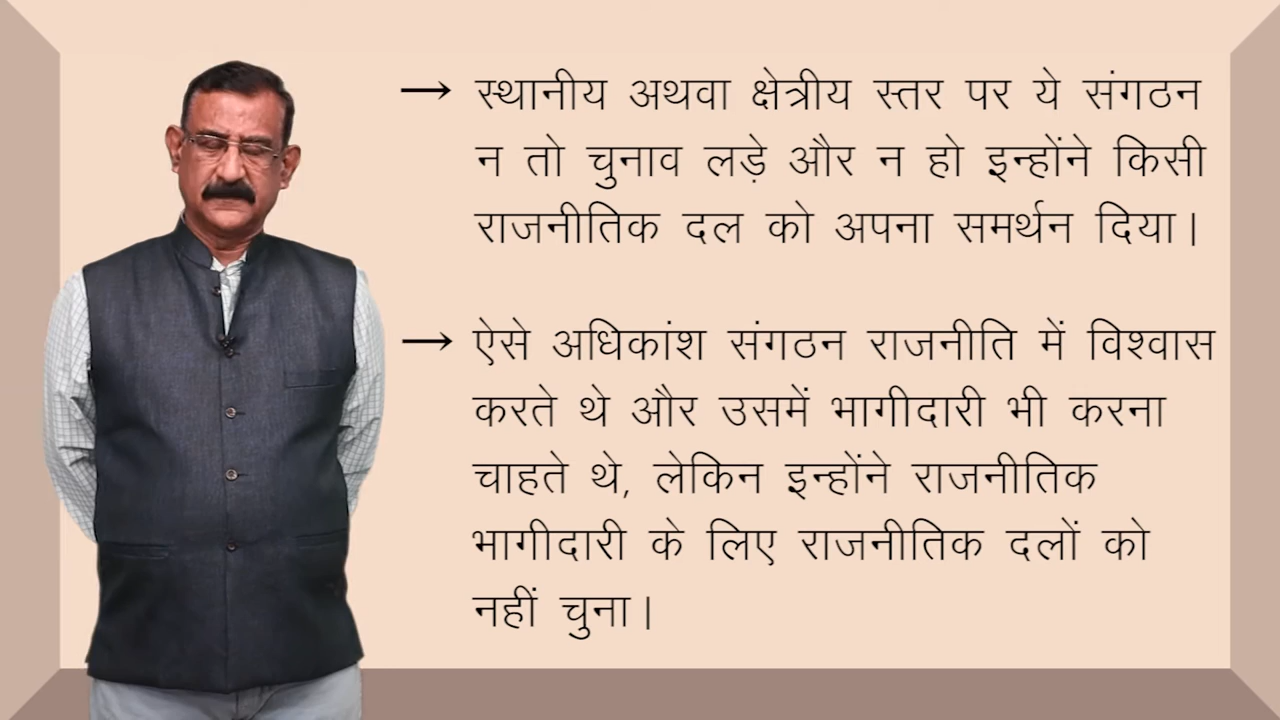 → स्थानीय अथवा क्षेत्रीय स्तर पर ये संगठन
न तो चुनाव लड़े और न हो इन्होंने किसी
राजनीतिक दल को अपना समर्थन दिया।
→ ऐसे अधिकांश संगठन राजनीति में विश्वास
करते थे और उसमें भागीदारी भी करना
चाहते थे, लेकिन इन्होंने राजनीतिक
भागीदारी के लिए राजनीतिक दलों को
नहीं चुना।